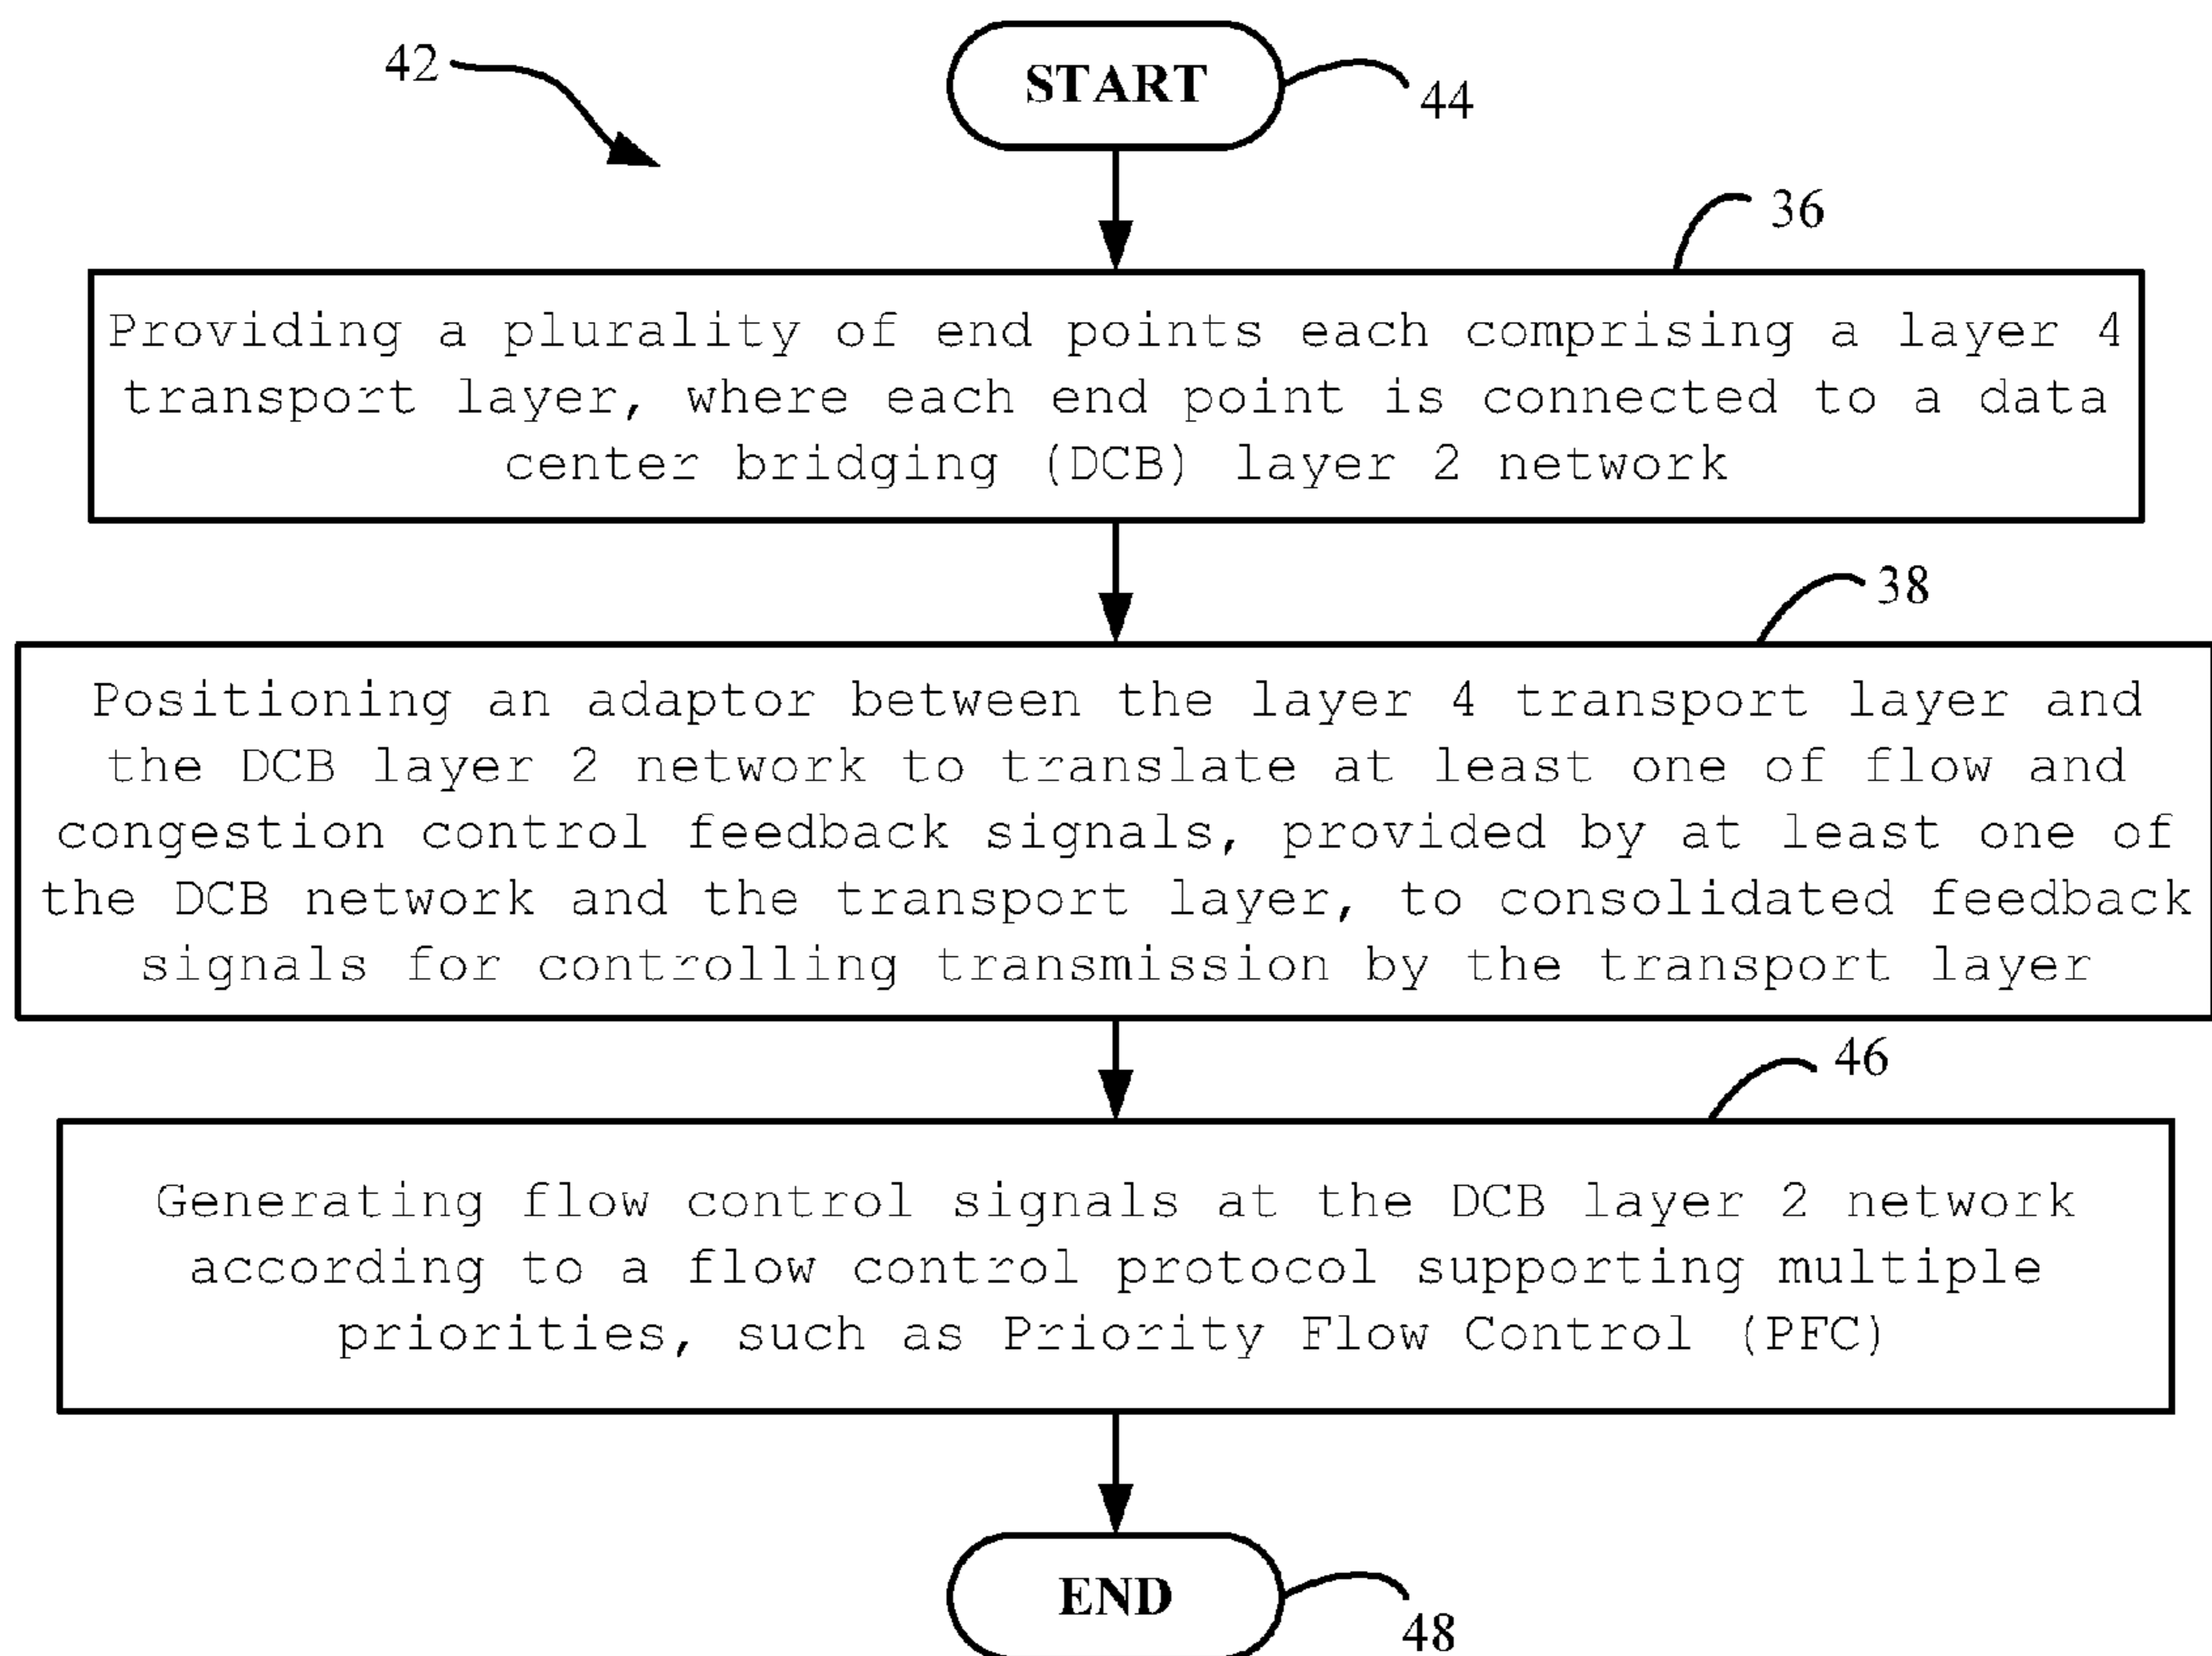 42
START
44
36
Providing a plurality of end points each comprising a layer 4
transport layer, where each end point is connected to a data
center bridging (DCB) layer 2 network
38
Positioning an adaptor between the layer 4 transport layer and
the DCB layer 2 network to translate at least one of flow and
congestion control feedback signals, provided by at least one of
the DCB network and the transport layer, to consolidated feedback
signals for controlling transmission by the transport layer
46
Generating flow control signals at the DCB layer 2 network
according to a flow control protocol supporting multiple
priorities, such as Priority Flow Control (PFC)
END
48